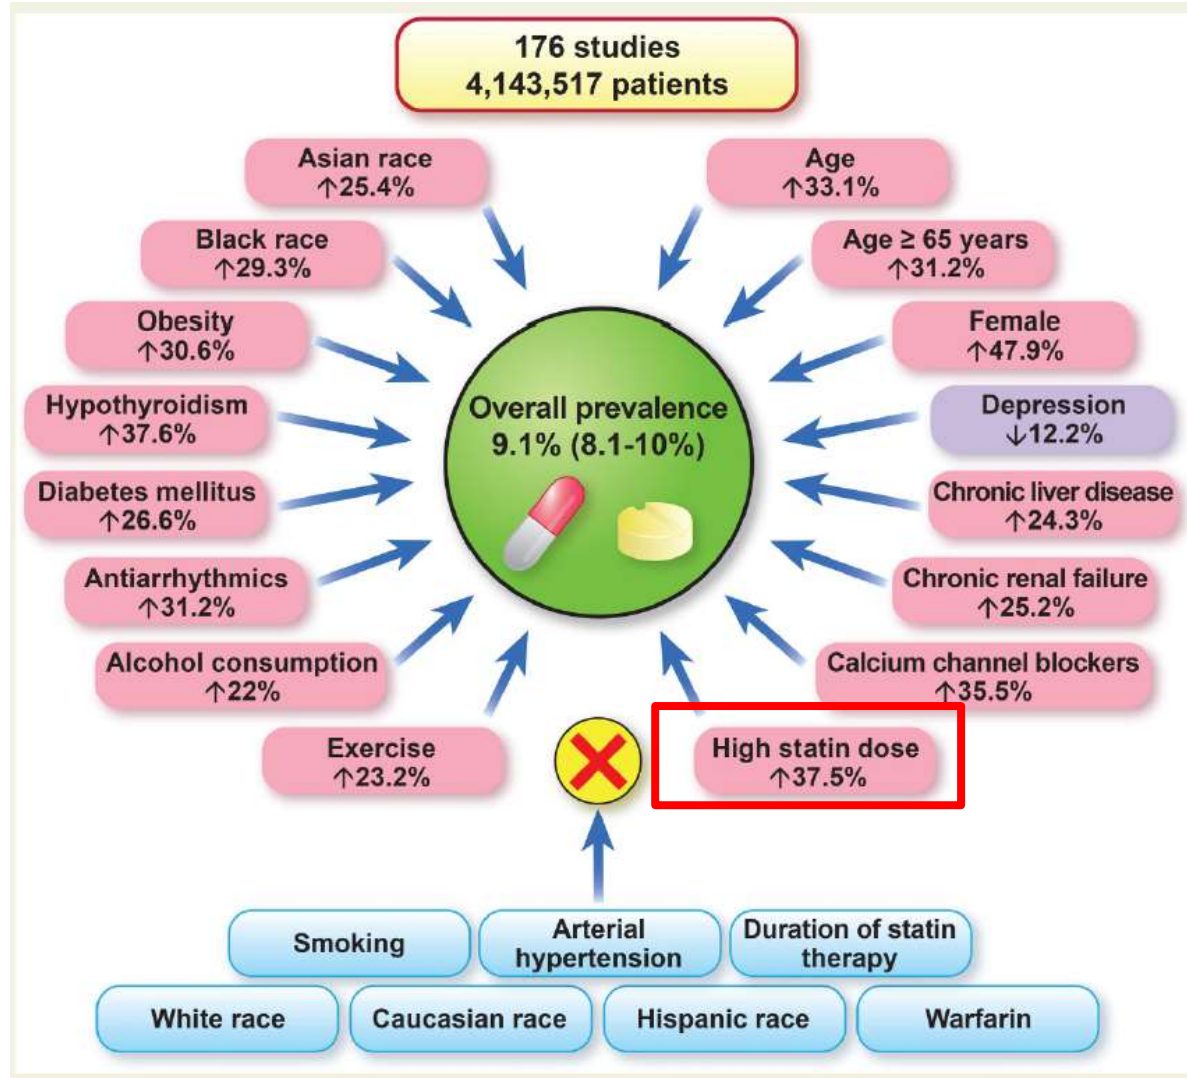 176 studies
4,143,517 patients
Asian race
↑25.4%
Age
↑33.1%
Black race
↑29.3%
Age ≥ 65 years
↑31.2%
Obesity
↑30.6%
Female
↑47.9%
Hypothyroidism
↑37.6%
Overall prevalence
9.1% (8.1-10%)
Depression
↓12.2%
Diabetes mellitus
↑26.6%
Chronic liver disease
↑24.3%
Antiarrhythmics
↑31.2%
Chronic renal failure
↑25.2%
Alcohol consumption
↑22%
Calcium channel blockers
↑35.5%
Exercise
↑23.2%
High statin dose
↑37.5%
Smoking
Arterial
hypertension
Duration of statin
therapy
White race
Caucasian race
Hispanic race
Warfarin